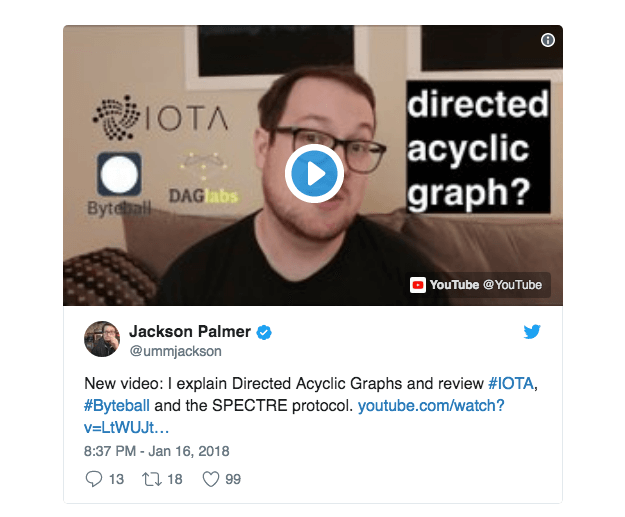 IOTA
directed
acyclic
graph?
Byteball
DAGlabs
YouTube @YouTube
Jackson Palmer
@ummjackson
New video: I explain Directed Acyclic Graphs and review #IOTA,
#Byteball and the SPECTRE protocol. youtube.com/watch?
v=LtWUJt…
8:37 PM - Jan 16, 2018
13 18 99